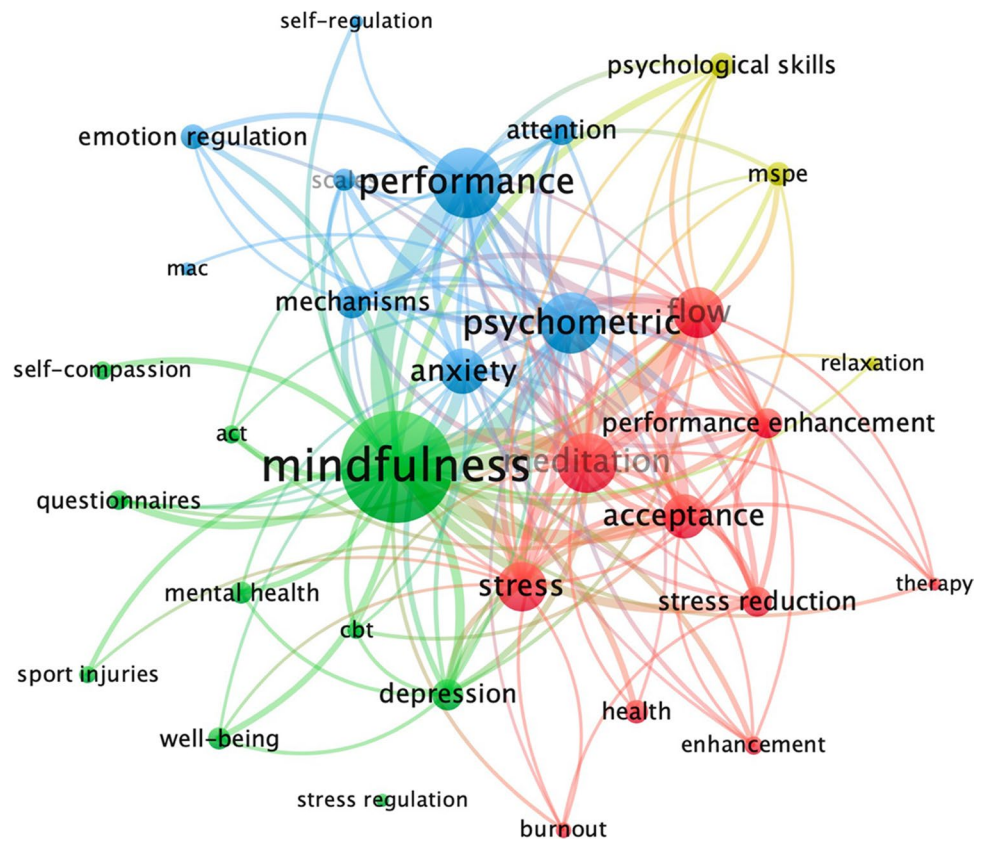 self-regulation
psychological skills
emotion regulation
attention
scale
performance
mspe
mac
mechanisms
psychometric
flow
self-compassion
anxiety
relaxation
act
performance enhancement
mindfulness
meditation
questionnaires
acceptance
mental health
stress
stress reduction
therapy
cbt
sport injuries
depression
health
well-being
enhancement
stress regulation
burnout